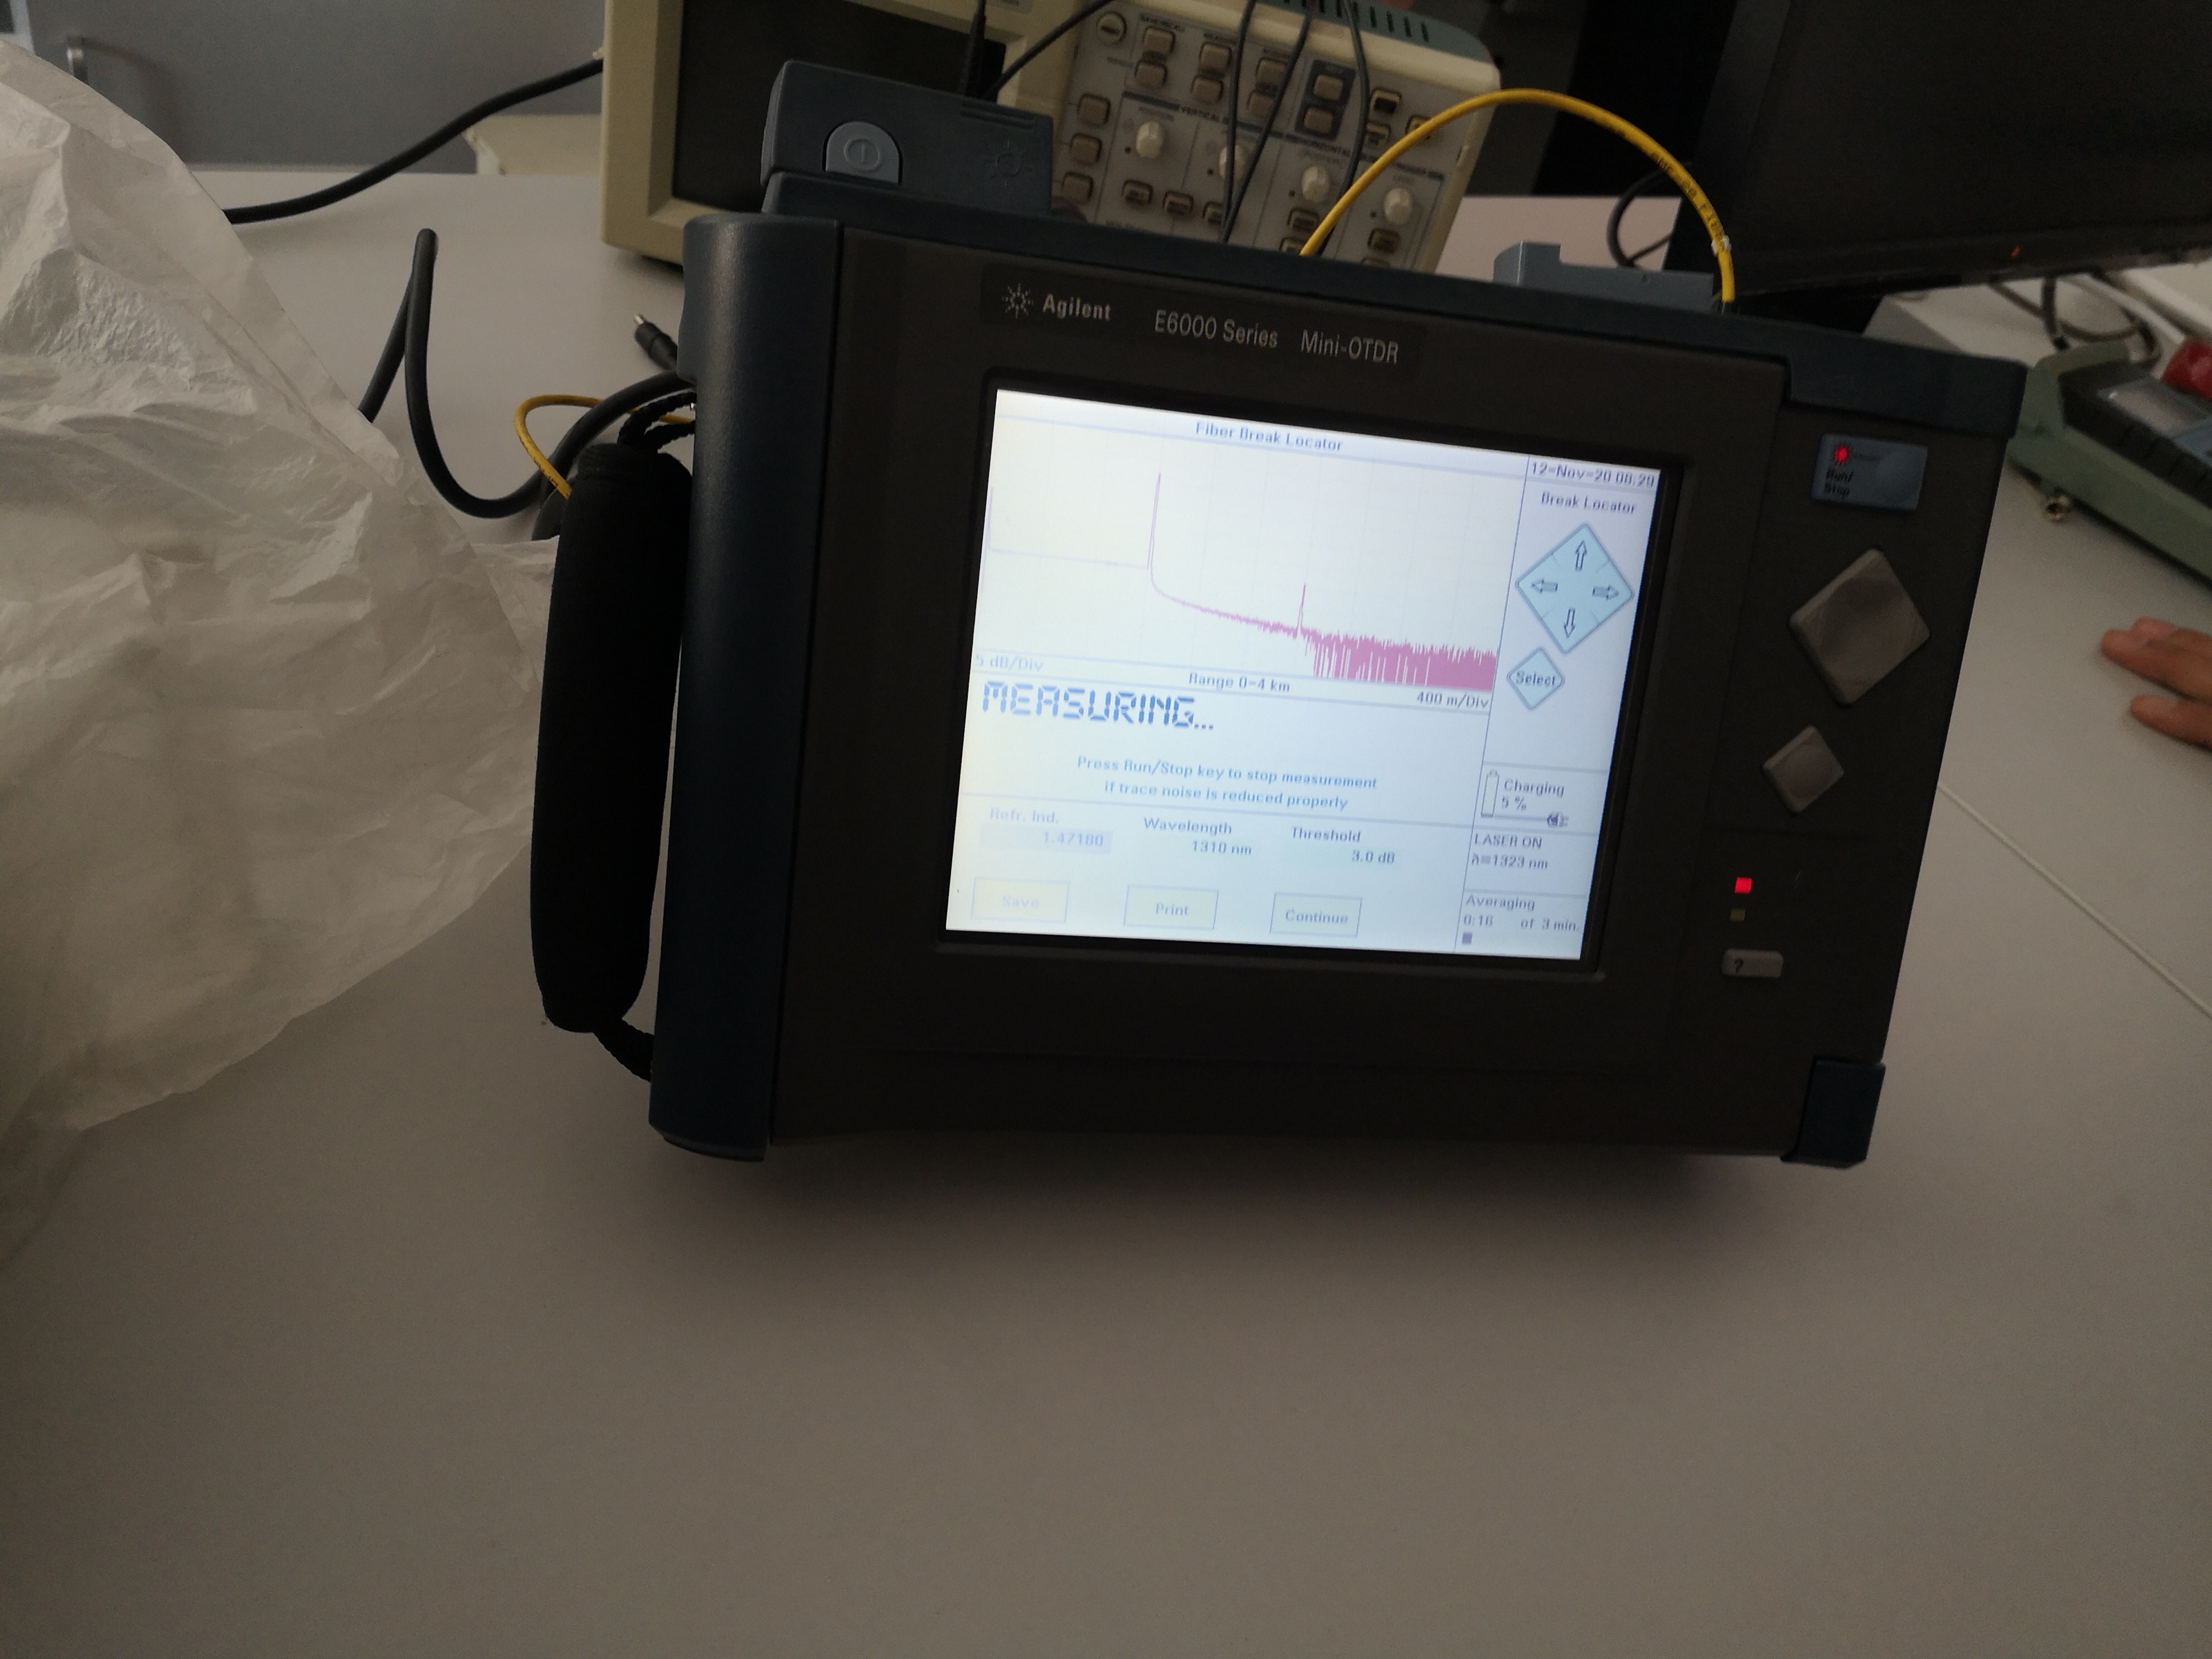 Agilent E6000 Series Mini-OTDR
Fiber Break Locator
12-Nov-20 08.29
Break Locator
Select
5 dB/Div
Range 0-4 km
400 m/Div
MEASURING...
Press Run/Stop key to stop measurement
if trace noise is reduced properly
Refr. Ind.
1.47180
Wavelength
1310 nm
Threshold
3.0 dB
Save
Print
Continue
Charging
5 %
LASER ON
λ=1323 nm
Averaging
0:16 of 3 min.
Run/
Stop
?
VERTICAL
HORIZONTAL